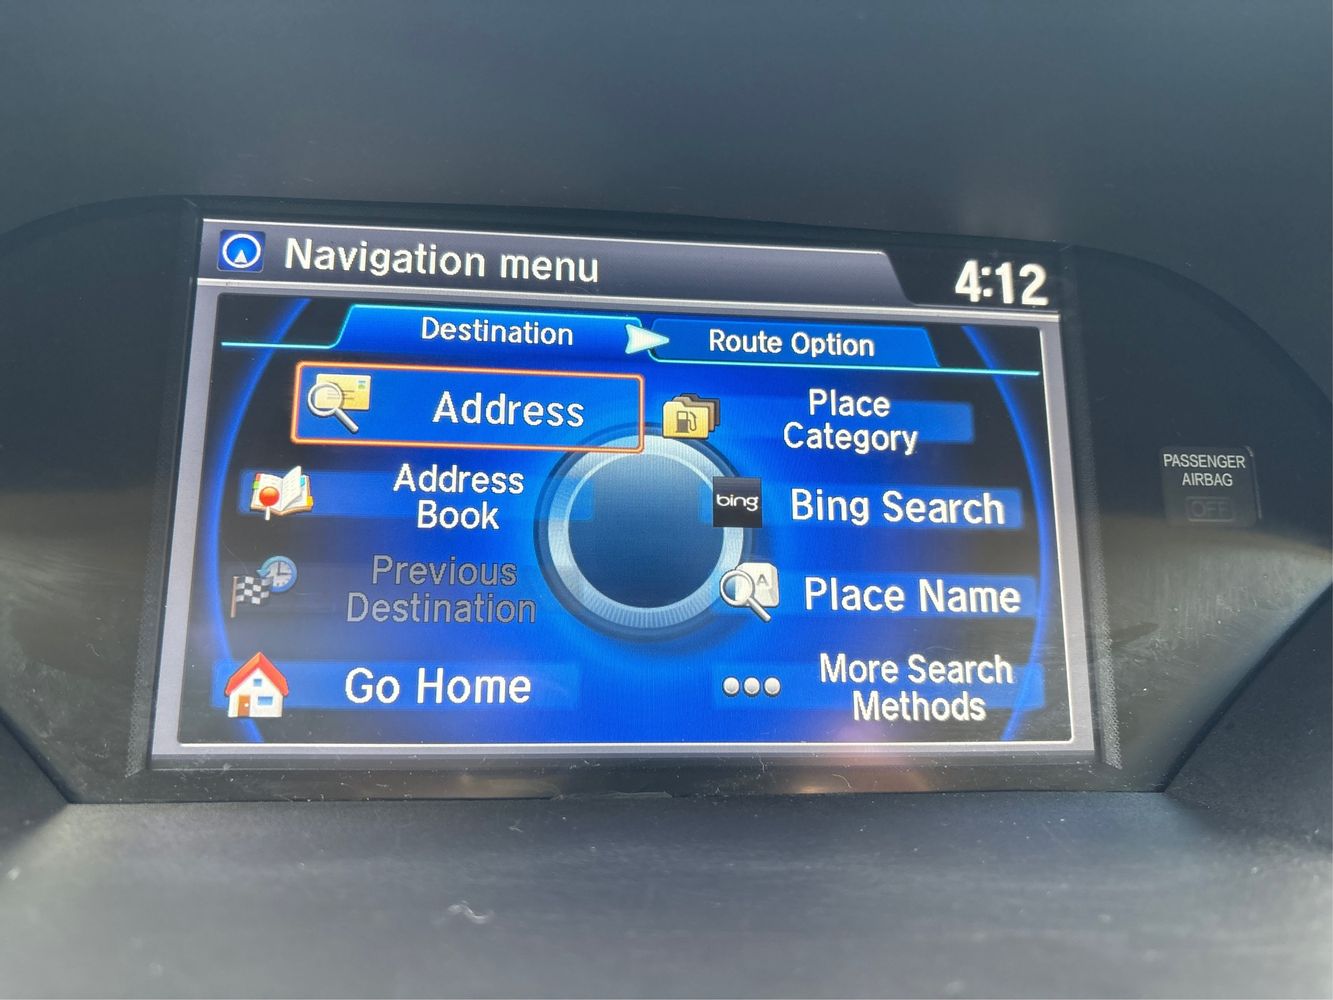 Navigation menu
4:12
Destination
Route Option
Address
Place
Category
Address
Book
bing
Bing Search
Previous
Destination
A
Place Name
Go Home
More Search
Methods
PASSENGER
AIRBAG
OFF